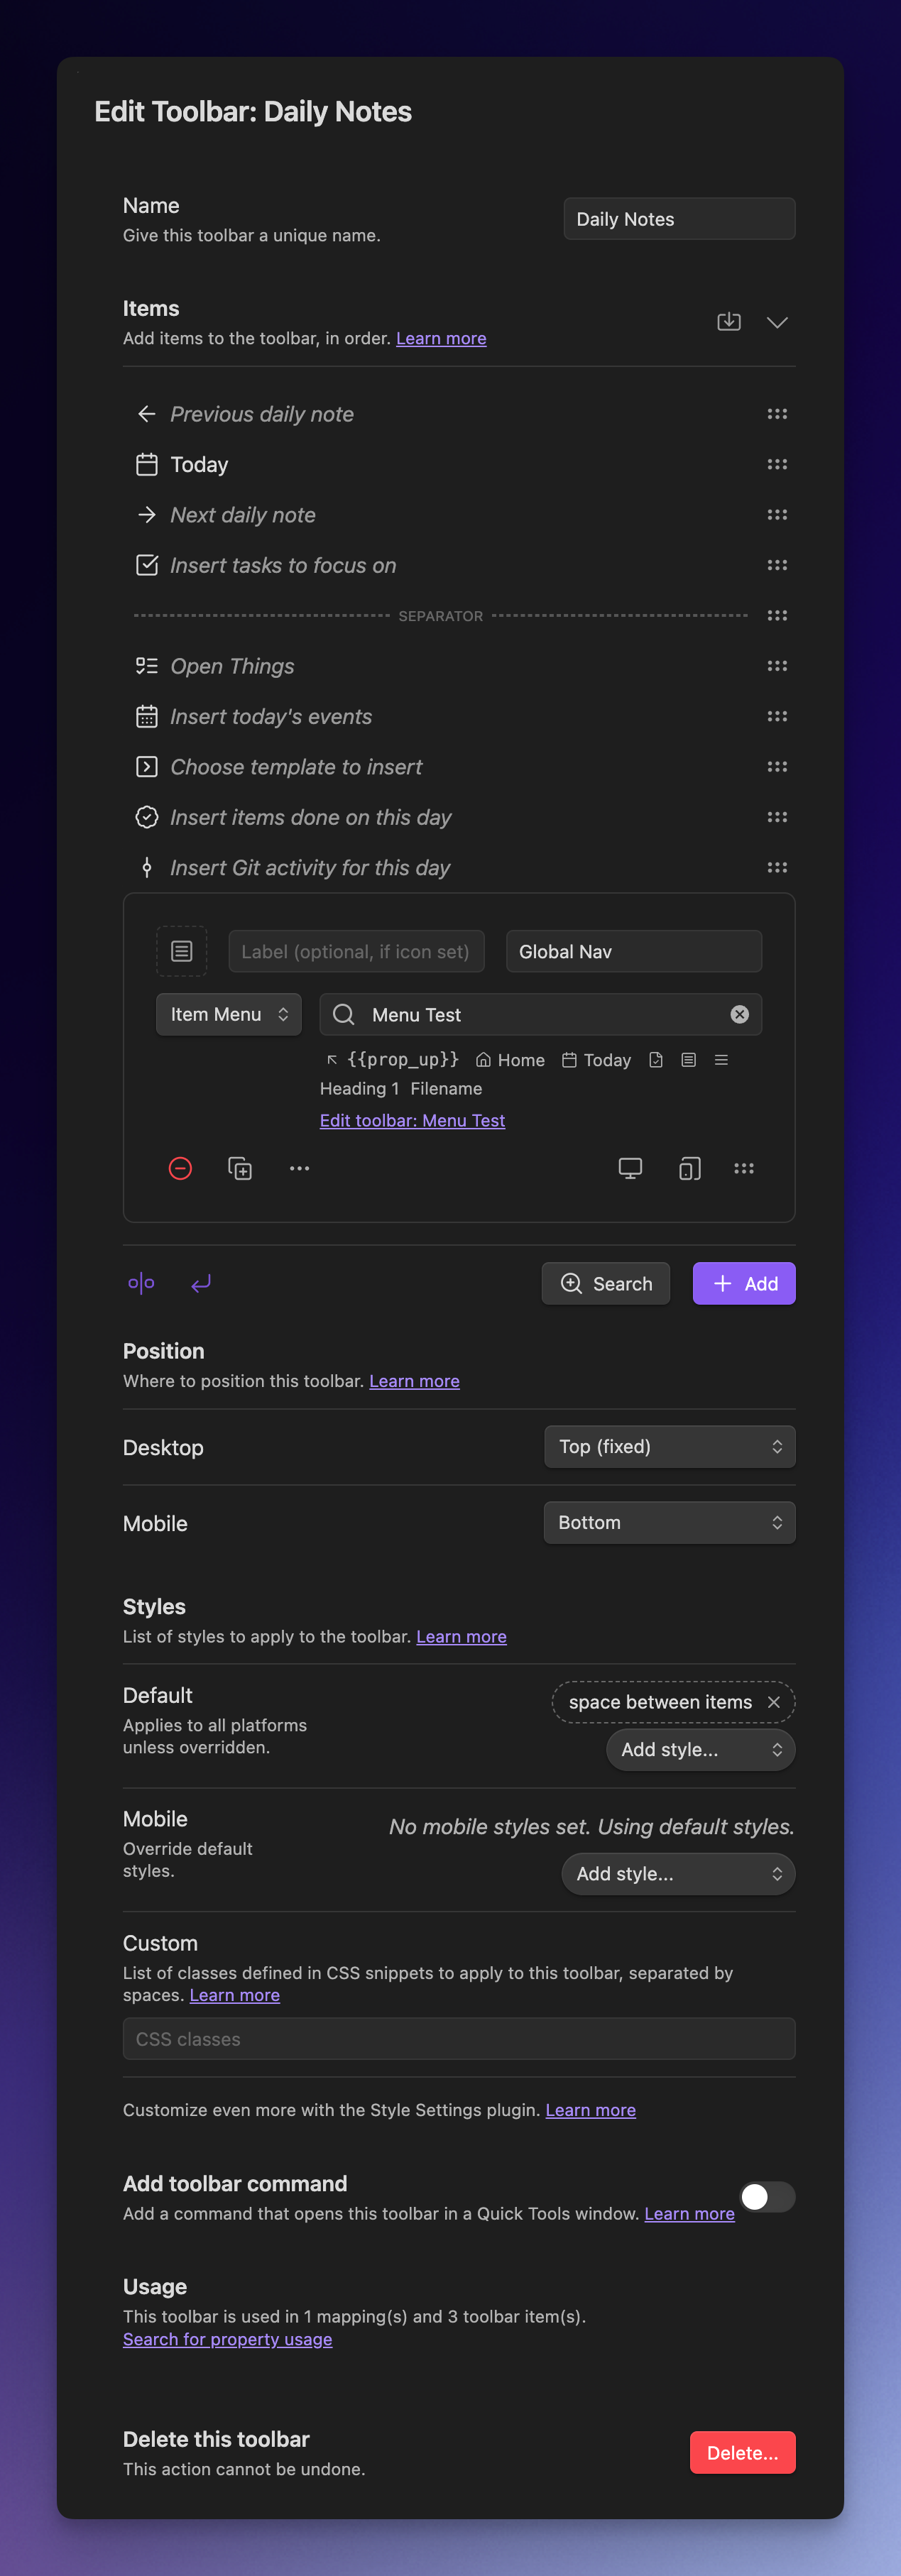 Edit Toolbar: Daily Notes
Name
Give this toolbar a unique name.
Daily Notes
Items
Add items to the toolbar, in order. Learn more
Previous daily note
Today
Next daily note
Insert tasks to focus on
SEPARATOR
Open Things
Insert today's events
Choose template to insert
Insert items done on this day
Insert Git activity for this day
Label (optional, if icon set)
Global Nav
Item Menu
Menu Test
{{prop_up}} Home Today
Heading 1 Filename
Edit toolbar: Menu Test
Search
Add
Position
Where to position this toolbar. Learn more
Desktop
Top (fixed)
Mobile
Bottom
Styles
List of styles to apply to the toolbar. Learn more
Default
Applies to all platforms
unless overridden.
space between items
Add style...
Mobile
Override default
styles.
No mobile styles set. Using default styles.
Add style...
Custom
List of classes defined in CSS snippets to apply to this toolbar, separated by
spaces. Learn more
CSS classes
Customize even more with the Style Settings plugin. Learn more
Add toolbar command
Add a command that opens this toolbar in a Quick Tools window. Learn more
Usage
This toolbar is used in 1 mapping(s) and 3 toolbar item(s).
Search for property usage
Delete this toolbar
This action cannot be undone.
Delete...